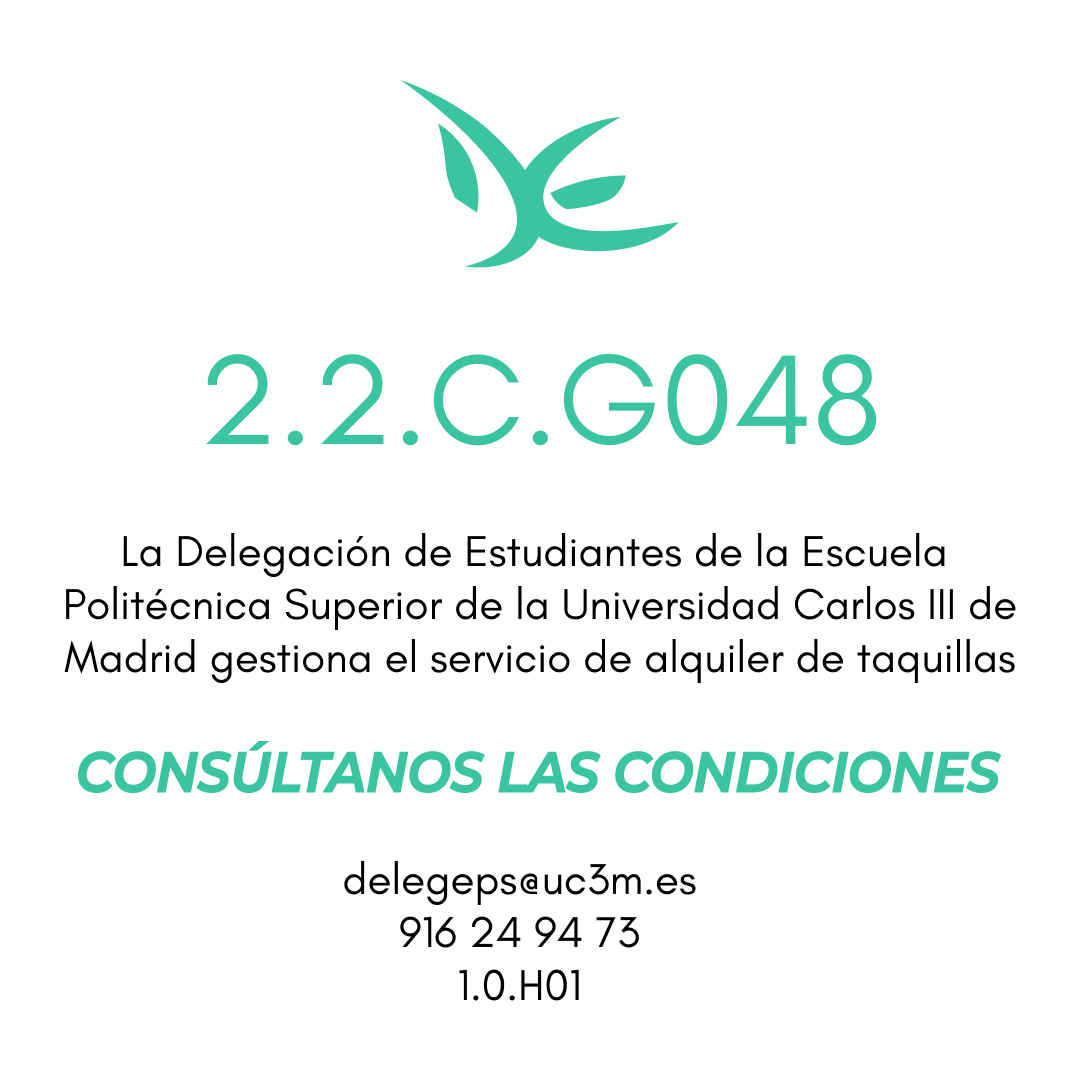 2.2.C.G048
La Delegación de Estudiantes de la Escuela
Politécnica Superior de la Universidad Carlos III de
Madrid gestiona el servicio de alquiler de taquillas
CONSÚLTANOS LAS CONDICIONES
delegeps@uc3m.es
916 24 94 73
1.0.H01